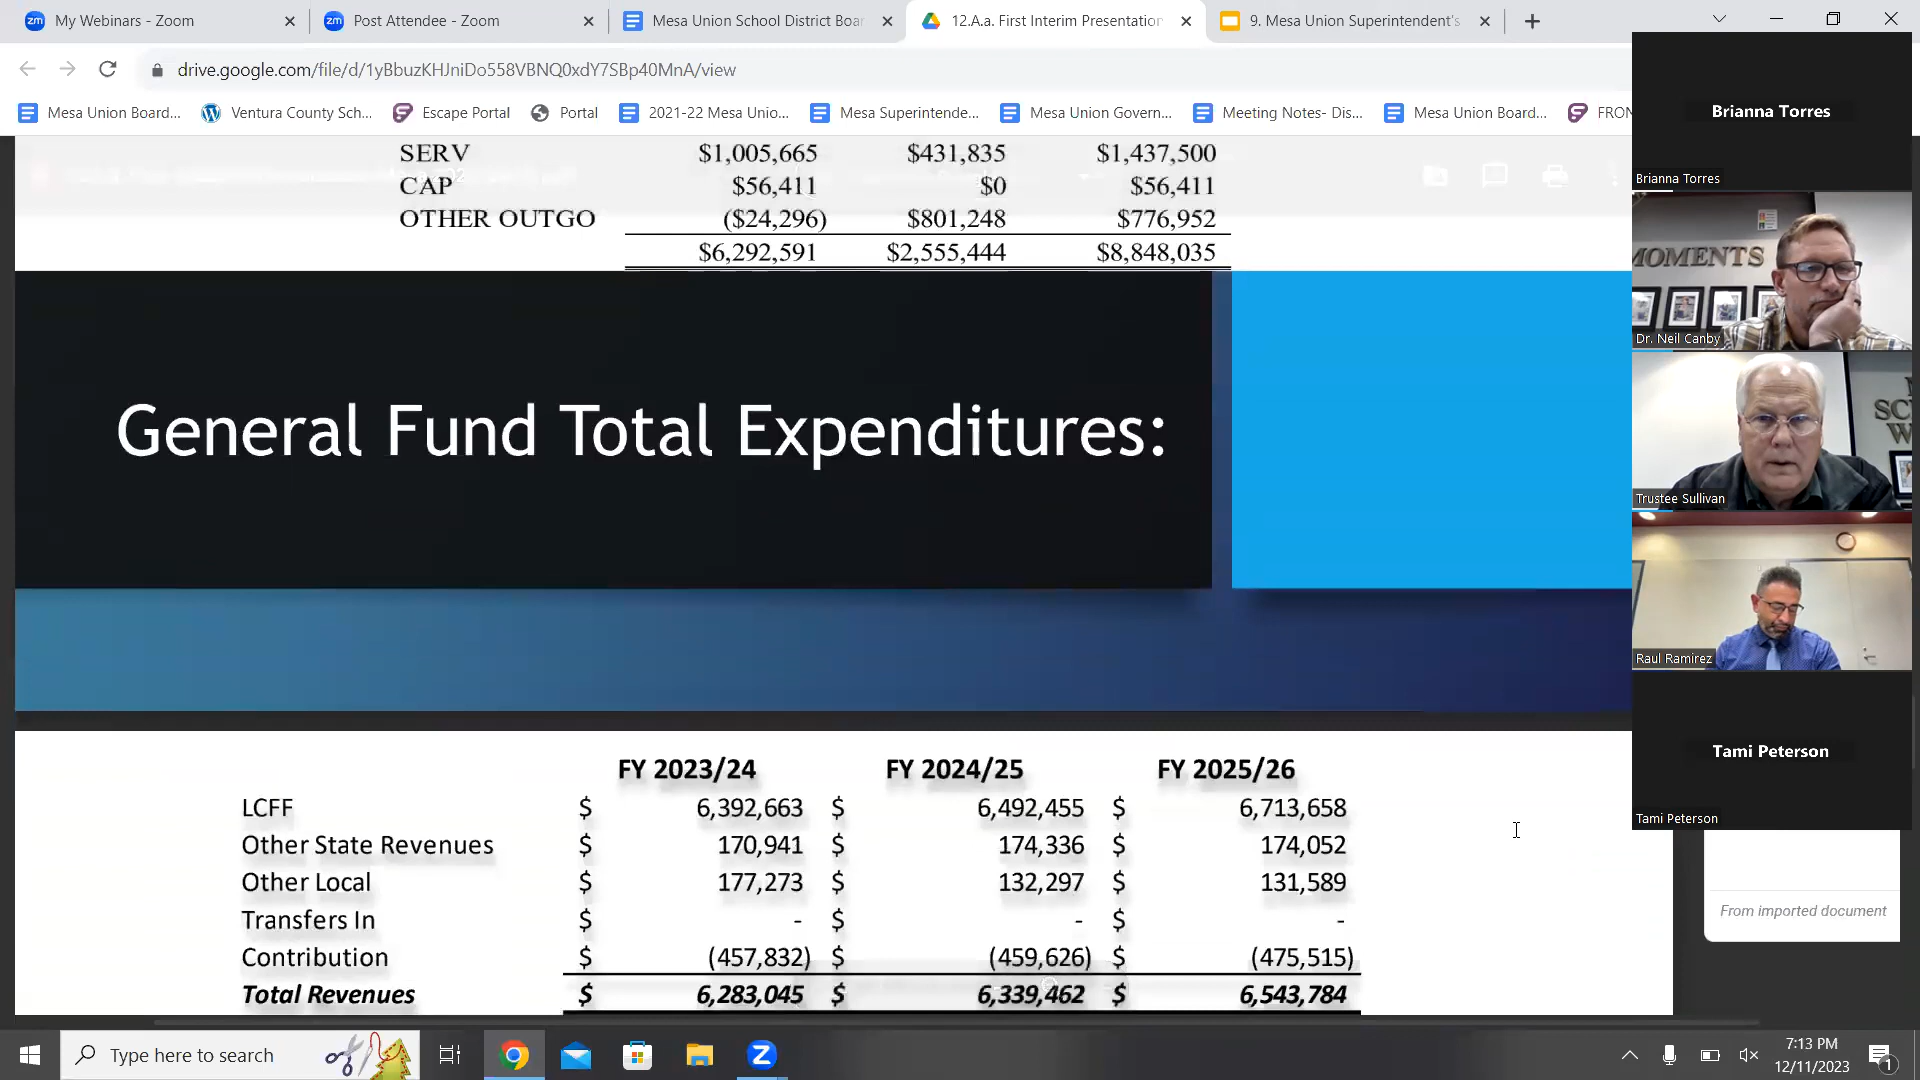 My Webinars - Zoom
Post Attendee - Zoom
Mesa Union School District Boar
12.A.a. First Interim Presentation
9. Mesa Union Superintendent's
drive.google.com/file/d/1yBbuzKHJniDo558VBNQ0xdY7SBp40MnA/view
Mesa Union Board...
Ventura County Sch...
Escape Portal
Portal
2021-22 Mesa Unio...
Mesa Superintende...
Mesa Union Govern...
Meeting Notes- Dis...
Mesa Union Board...
FRON
SERV $1,005,665 $431,835 $1,437,500
CAP $56,411 $0 $56,411
OTHER OUTGO ($24,296) $801,248 $776,952
$6,292,591 $2,555,444 $8,848,035
General Fund Total Expenditures:
FY 2023/24 FY 2024/25 FY 2025/26
LCFF $ 6,392,663 $ 6,492,455 $ 6,713,658
Other State Revenues $ 170,941 $ 174,336 $ 174,052
Other Local $ 177,273 $ 132,297 $ 131,589
Transfers In $ - $ - $ -
Contribution $ (457,832) $ (459,626) $ (475,515)
Total Revenues $ 6,283,045 $ 6,339,462 $ 6,543,784
Brianna Torres
Brianna Torres
MOMENTS
Dr. Neil Canby
Trustee Sullivan
Raul Ramirez
Tami Peterson
Tami Peterson
From imported document
Type here to search
7:13 PM
12/11/2023
1